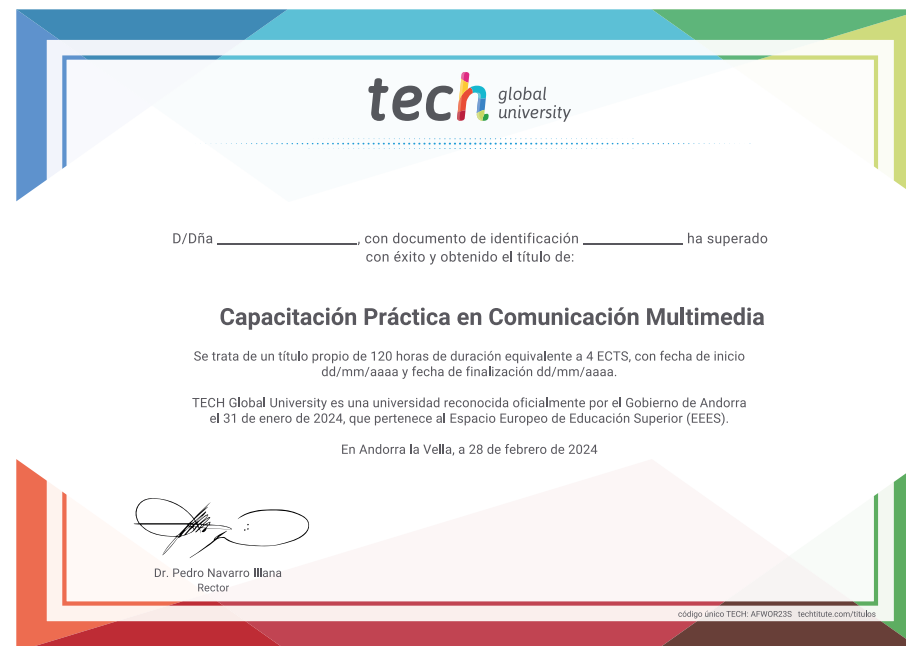 tech global university
D/Dña ______________, con documento de identificación __________ ha superado
con éxito y obtenido el título de:
Capacitación Práctica en Comunicación Multimedia
Se trata de un título propio de 120 horas de duración equivalente a 4 ECTS, con fecha de inicio
dd/mm/aaaa y fecha de finalización dd/mm/aaaa.
TECH Global University es una universidad reconocida oficialmente por el Gobierno de Andorra
el 31 de enero de 2024, que pertenece al Espacio Europeo de Educación Superior (EEES).
En Andorra la Vella, a 28 de febrero de 2024
Dr. Pedro Navarro Illana
Rector
código único TECH: AFWOR23S techtitute.com/titulos